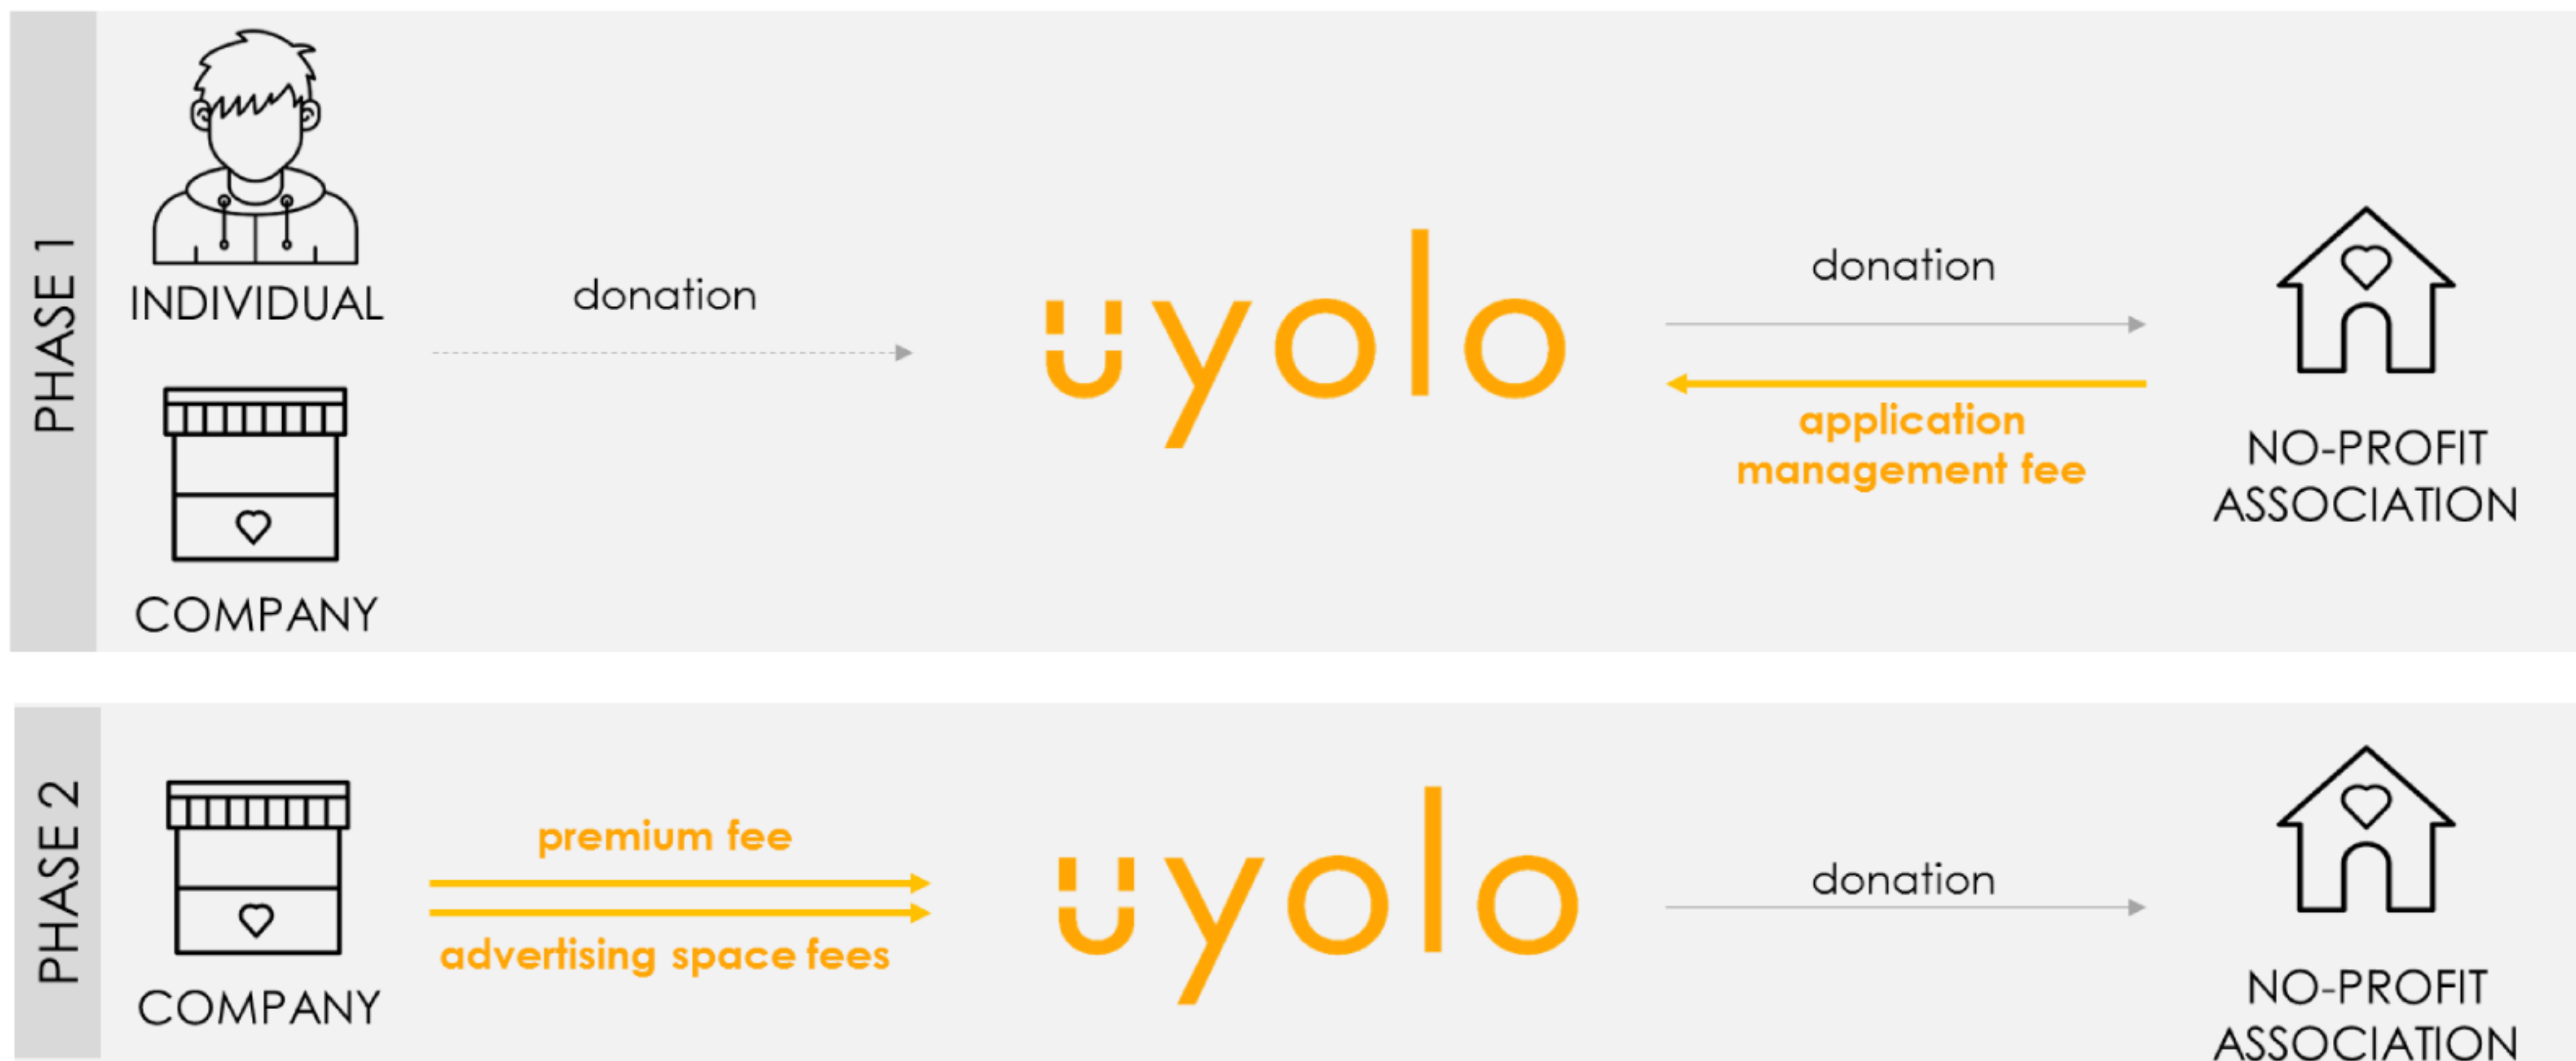 PHASE 1
INDIVIDUAL
COMPANY
donation
uyolo
donation
application
management fee
NO-PROFIT
ASSOCIATION
PHASE 2
COMPANY
premium fee
advertising space fees
uyolo
donation
NO-PROFIT
ASSOCIATION